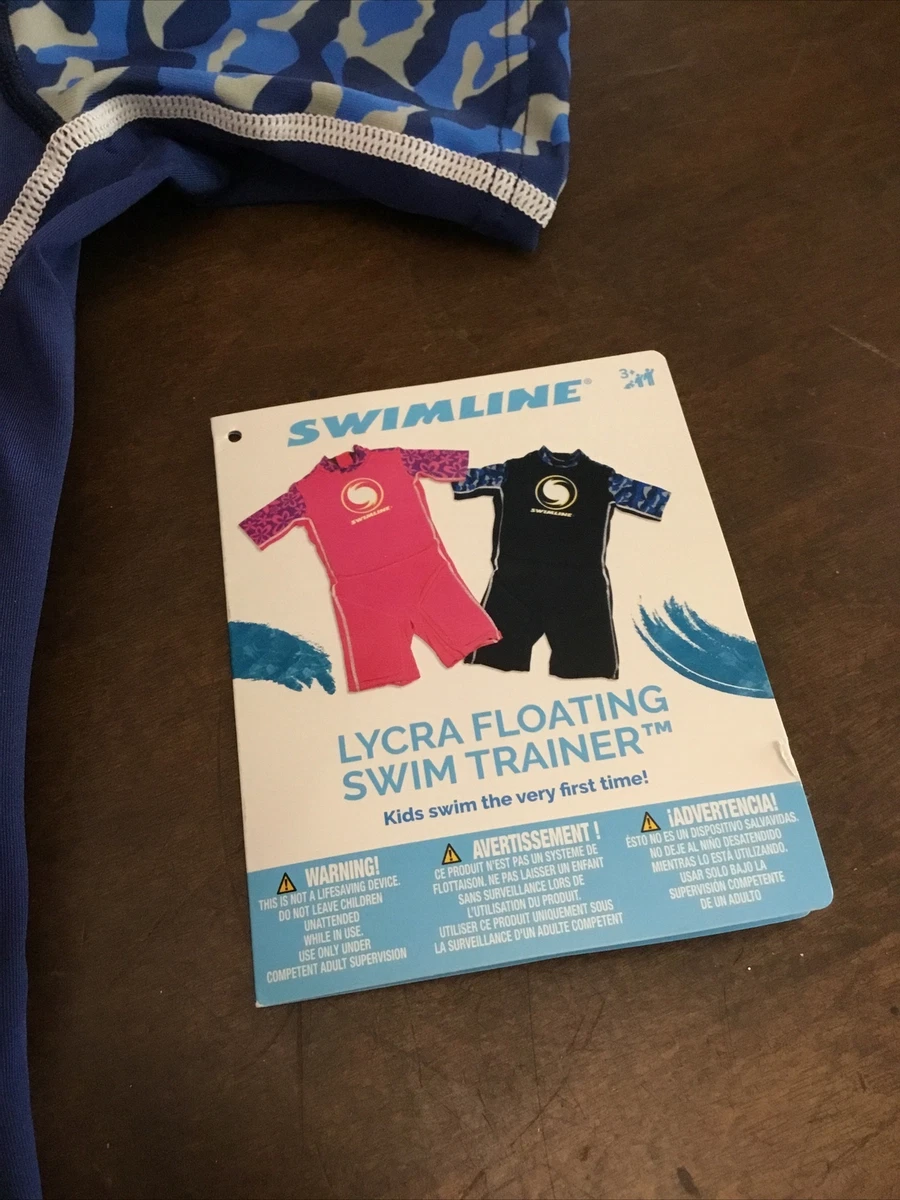 SWIMLINE®
3+
SWIMLINE
SWIMLINE
LYCRA FLOATING
SWIM TRAINER™
Kids swim the very first time!
WARNING!
THIS IS NOT A LIFESAVING DEVICE.
DO NOT LEAVE CHILDREN
UNATTENDED
WHILE IN USE.
USE ONLY UNDER
COMPETENT ADULT SUPERVISION
AVERTISSEMENT !
CE PRODUIT N'EST PAS UN SYSTEME DE
FLOTTAISON. NE PAS LAISSER UN ENFANT
SANS SURVEILLANCE LORS DE
L'UTILISATION DU PRODUIT.
UTILISER CE PRODUIT UNIQUEMENT SOUS
LA SURVEILLANCE D'UN ADULTE COMPETENT
¡ADVERTENCIA!
ÉSTO NO ES UN DISPOSITIVO SALVAVIDAS.
NO DEJE AL NIÑO DESATENDIDO
MIENTRAS LO ESTÁ UTILIZANDO.
USAR SOLO BAJO LA
SUPERVISIÓN COMPETENTE
DE UN ADULTO